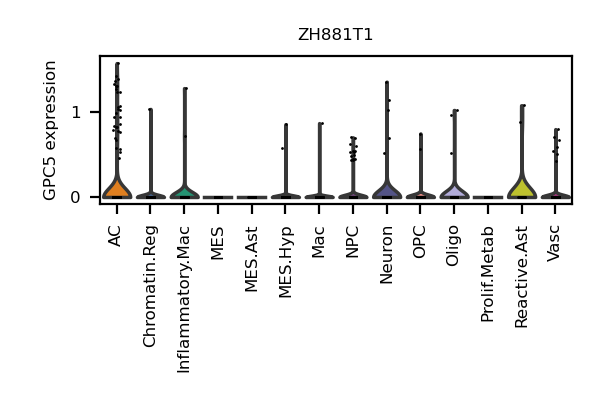 ZH881T1
GPC5 expression
1
0
AC
Chromatin.Reg
Inflammatory.Mac
MES
MES.Ast
MES.Hyp
Mac
NPC
Neuron
OPC
Oligo
Prolif.Metab
Reactive.Ast
Vasc